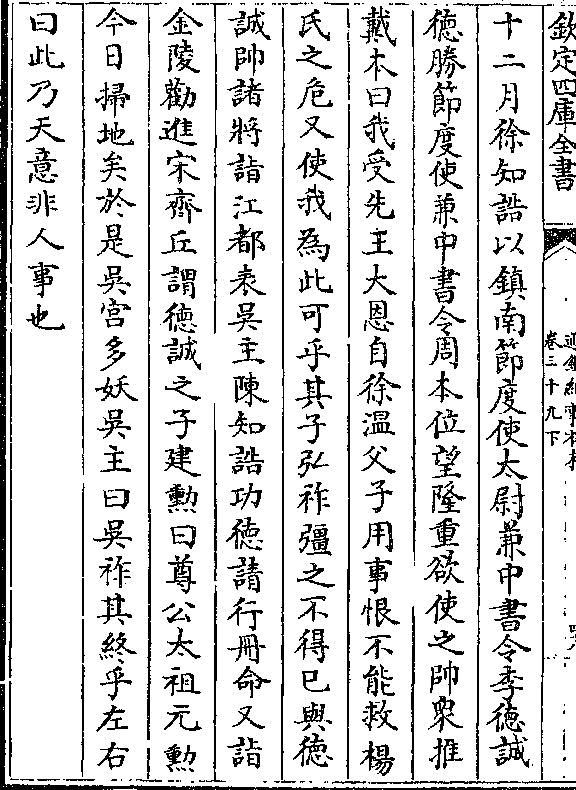 欽定四庫全書
卷三十九下
十二月徐知誥以鎮南節度使太尉兼中書令李德誠
德勝節度使兼中書令周本位望隆重欲使之帥衆推
戴本曰我受先王大恩自徐溫父子用事恨不能救楊
氏之危又使我為此可乎其子弘祚彊之不得已與德
誠帥諸將詣江都表吳主陳知誥功德請行冊命又詣
金陵勸進宋齊丘謂德誠之子建勲曰尊公太祖元勲
今日掃地矣於是吳宮多妖吳主曰吳祚其終乎左右
曰此乃天意非人事也